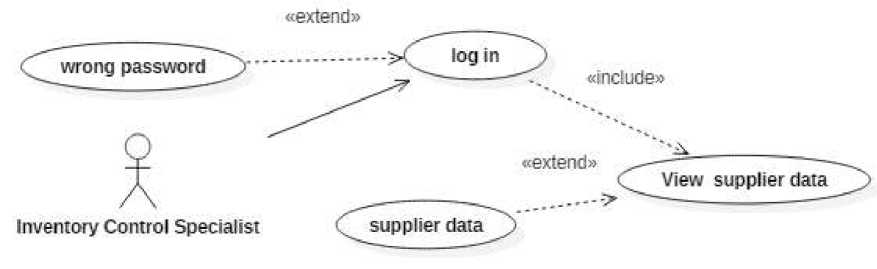 «extend»
wrong password
log in
«include»
«extend»
View supplier data
Inventory Control Specialist
supplier data